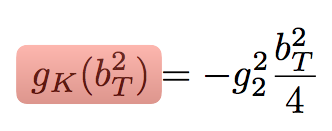 g_K(b_T^2) = -g_2^2 \frac{b_T^2}{4}